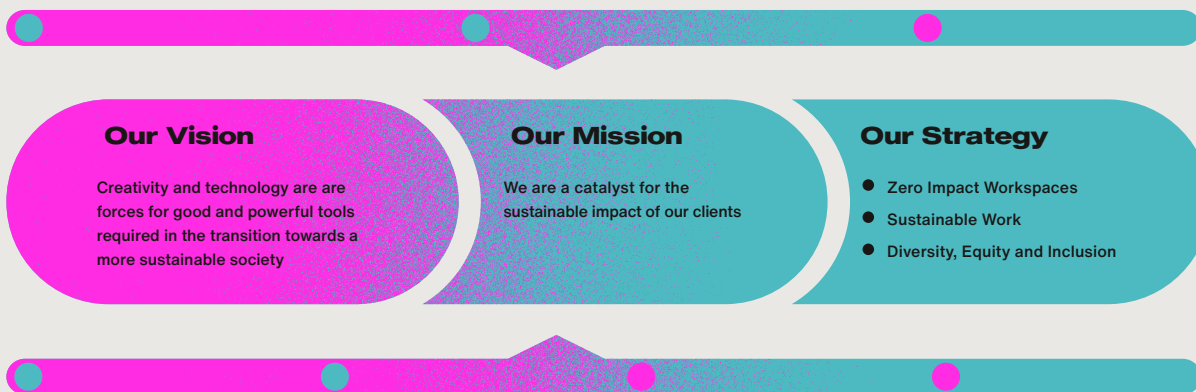 Our Vision
Creativity and technology are are
forces for good and powerful tools
required in the transition towards a
more sustainable society
Our Mission
We are a catalyst for the
sustainable impact of our clients
Our Strategy
Zero Impact Workspaces
Sustainable Work
Diversity, Equity and Inclusion